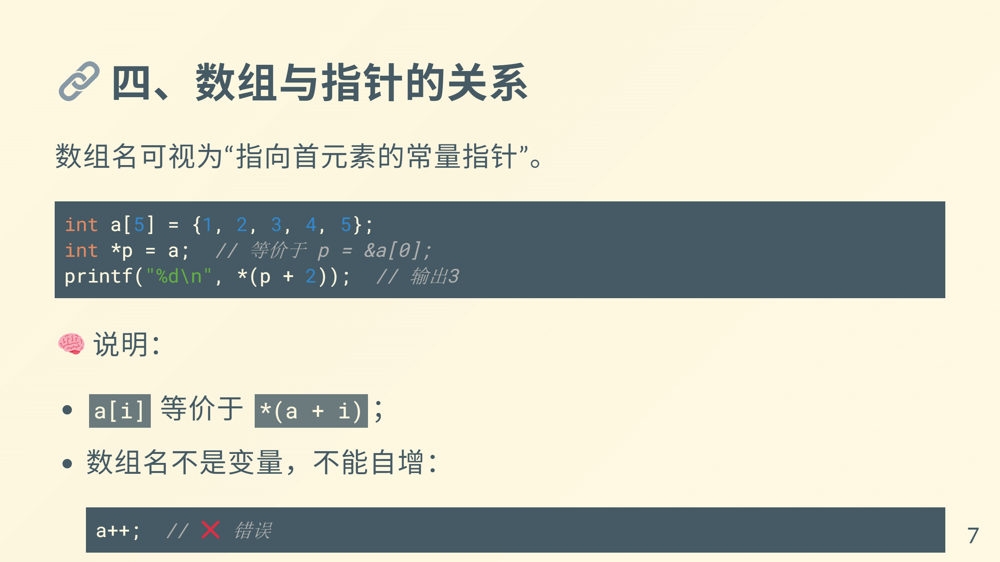 🔗 四、数组与指针的关系
数组名可视为“指向首元素的常量指针”。
int a[5] = {1, 2, 3, 4, 5};
int *p = a;  // 等价于 p = &a[0];
printf("%d\n", *(p + 2));  // 输出3
🧠 说明：
• a[i] 等价于 *(a + i)；
• 数组名不是变量，不能自增：
a++;  // ❌ 错误
7